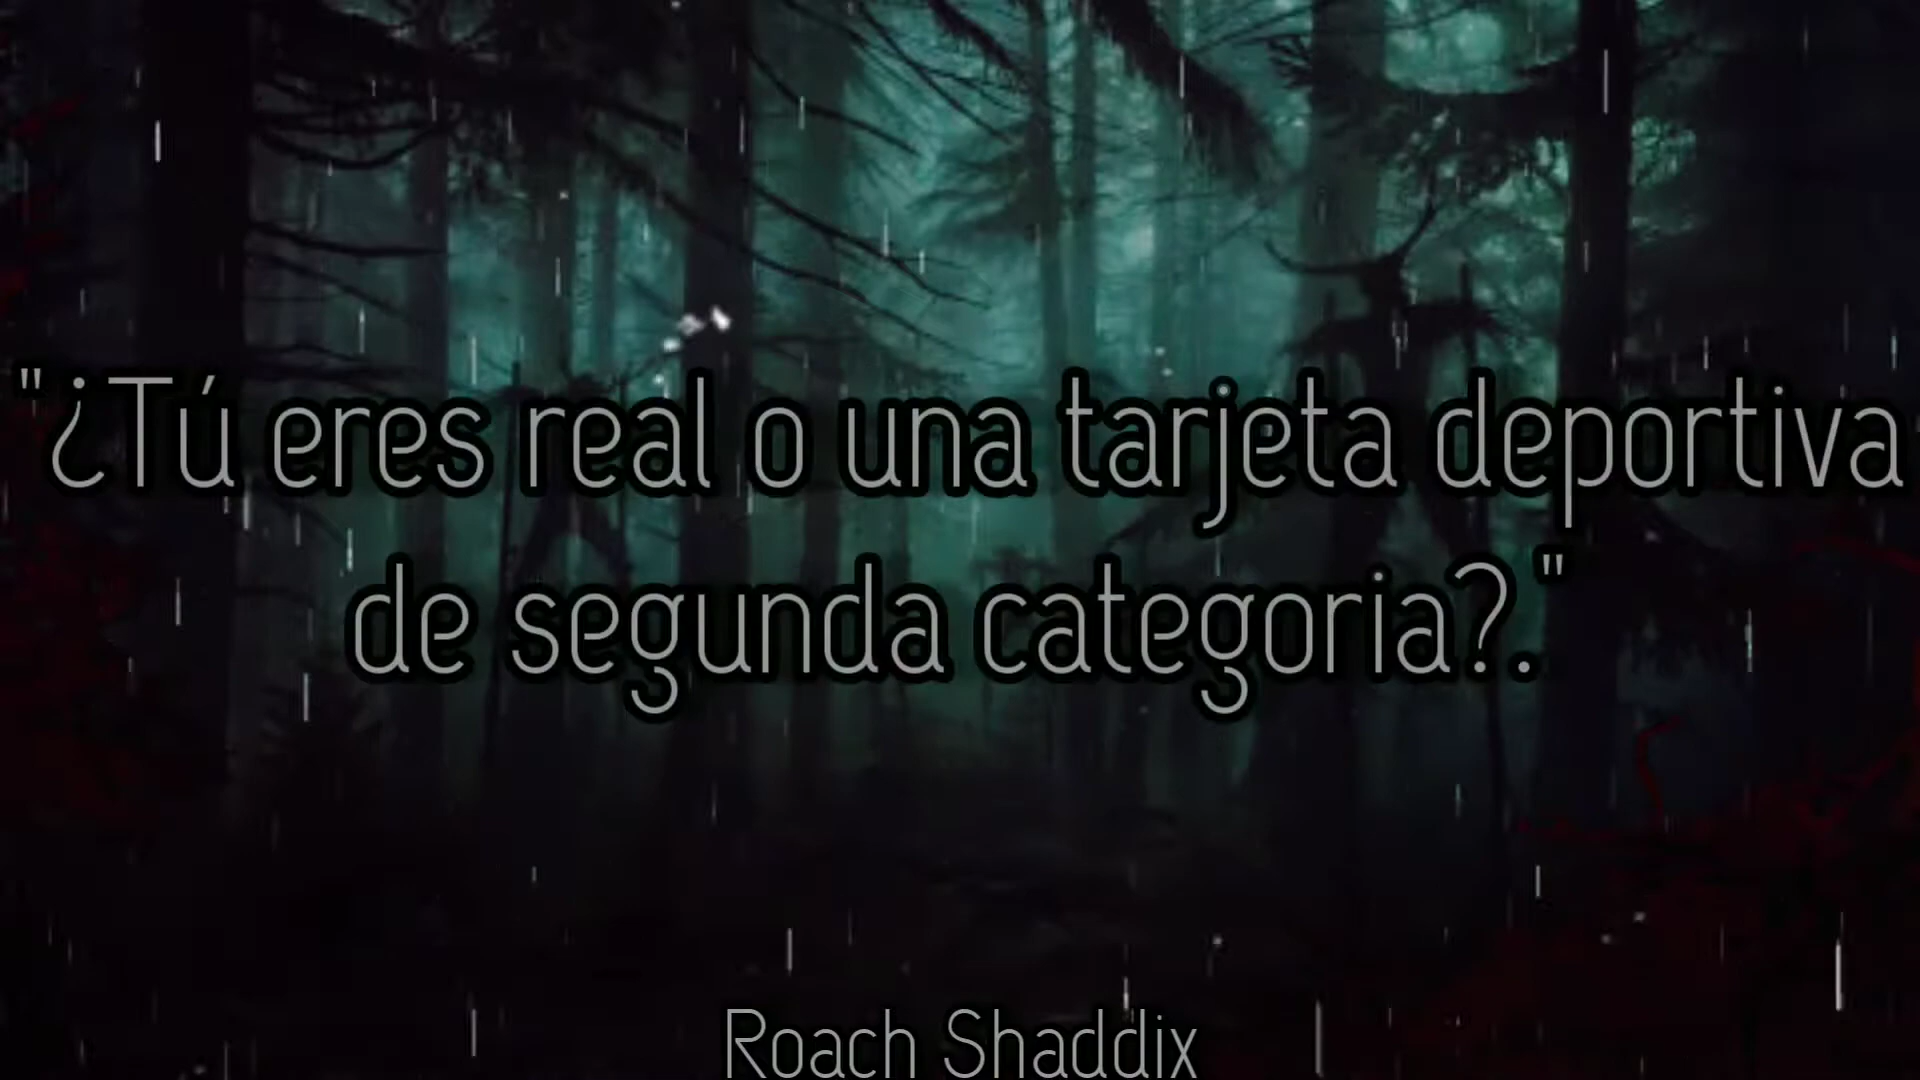 "¿Tú eres real o una tarjeta deportiva
de segunda categoria?."
Roach Shaddix